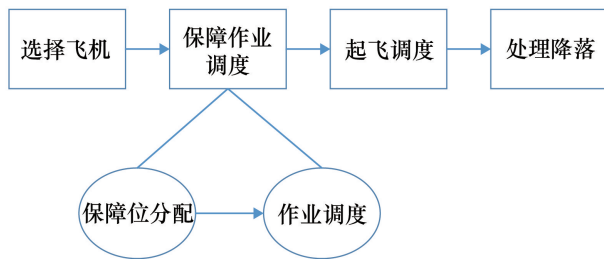 选择飞机
保障作业
调度
起飞调度
处理降落
保障位分配
作业调度